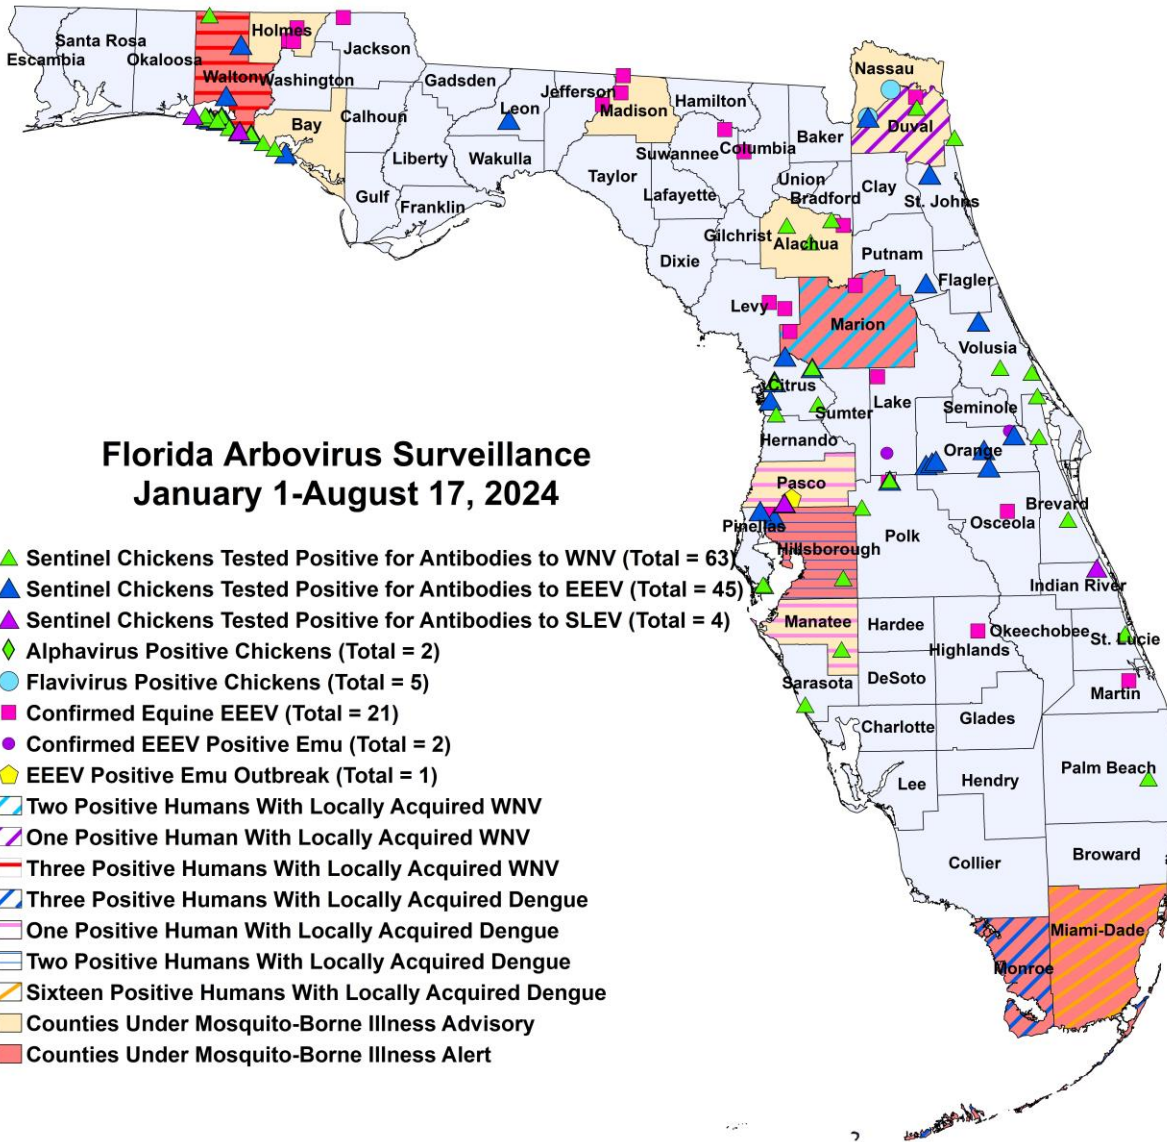 Escambia
Santa Rosa
Okaloosa
Walton
Holmes
Washington
Jackson
Bay
Calhoun
Gulf
Gadsden
Liberty
Franklin
Leon
Wakulla
Jefferson
Madison
Taylor
Hamilton
Suwannee
Lafayette
Dixie
Columbia
Gilchrist
Baker
Union
Bradford
Alachua
Nassau
Duval
Clay
St. Johns
Putnam
Flagler
Levy
Marion
Volusia
Citrus
Sumter
Lake
Seminole
Hernando
Orange
Pasco
Pinellas
Hillsborough
Polk
Osceola
Brevard
Indian River
Manatee
Hardee
Highlands
Okeechobee
St. Lucie
Sarasota
DeSoto
Martin
Charlotte
Glades
Lee
Hendry
Palm Beach
Collier
Broward
Monroe
Miami-Dade
Florida Arbovirus Surveillance
January 1-August 17, 2024
Sentinel Chickens Tested Positive for Antibodies to WNV (Total = 63)
Sentinel Chickens Tested Positive for Antibodies to EEEV (Total = 45)
Sentinel Chickens Tested Positive for Antibodies to SLEV (Total = 4)
Alphavirus Positive Chickens (Total = 2)
Flavivirus Positive Chickens (Total = 5)
Confirmed Equine EEEV (Total = 21)
Confirmed EEEV Positive Emu (Total = 2)
EEEV Positive Emu Outbreak (Total = 1)
Two Positive Humans With Locally Acquired WNV
One Positive Human With Locally Acquired WNV
Three Positive Humans With Locally Acquired WNV
Three Positive Humans With Locally Acquired Dengue
One Positive Human With Locally Acquired Dengue
Two Positive Humans With Locally Acquired Dengue
Sixteen Positive Humans With Locally Acquired Dengue
Counties Under Mosquito-Borne Illness Advisory
Counties Under Mosquito-Borne Illness Alert